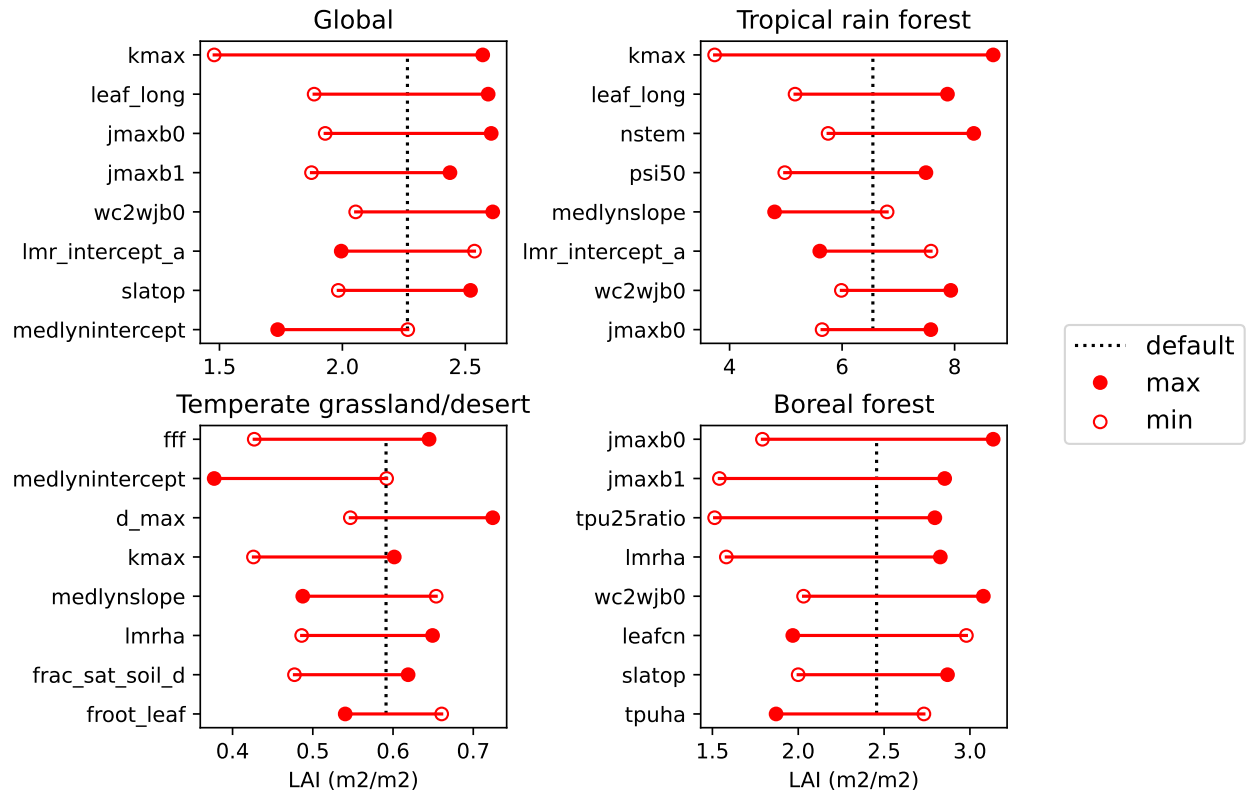 Global
kmax
leaf_long
jmaxb0
jmaxb1
wc2wjb0
lmr_intercept_a
slatop
medlynintercept
1.5 2.0 2.5
Tropical rain forest
kmax
leaf_long
nstem
psi50
medlynslope
lmr_intercept_a
wc2wjb0
jmaxb0
4 6 8
default
max
min
Temperate grassland/desert
fff
medlynintercept
d_max
kmax
medlynslope
lmrha
frac_sat_soil_d
froot_leaf
0.4 0.5 0.6 0.7
LAI (m2/m2)
Boreal forest
jmaxb0
jmaxb1
tpu25ratio
lmrha
wc2wjb0
leafcn
slatop
tpuha
1.5 2.0 2.5 3.0
LAI (m2/m2)